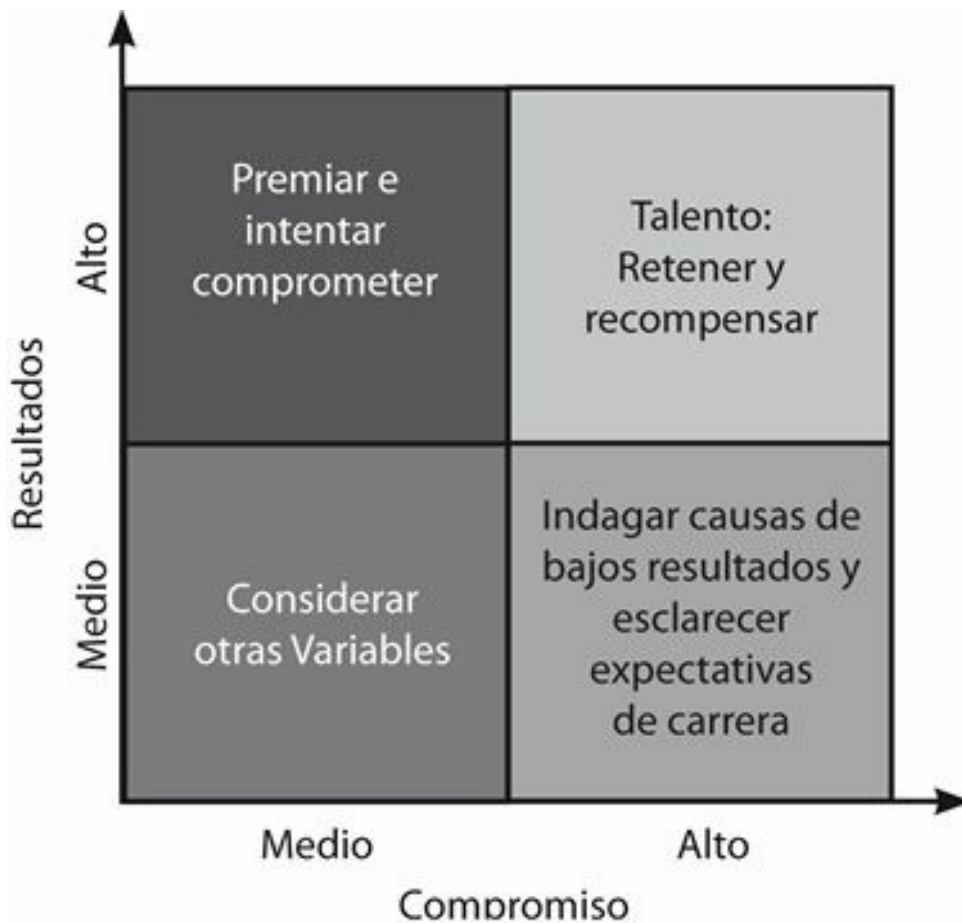 Resultados
Alto
Premiar e
intentar
comprometer
Talento:
Retener y
recompensar
Medio
Considerar
otras Variables
Indagar causas de
bajos resultados y
esclarecer
expectativas
de carrera
Medio
Alto
Compromiso